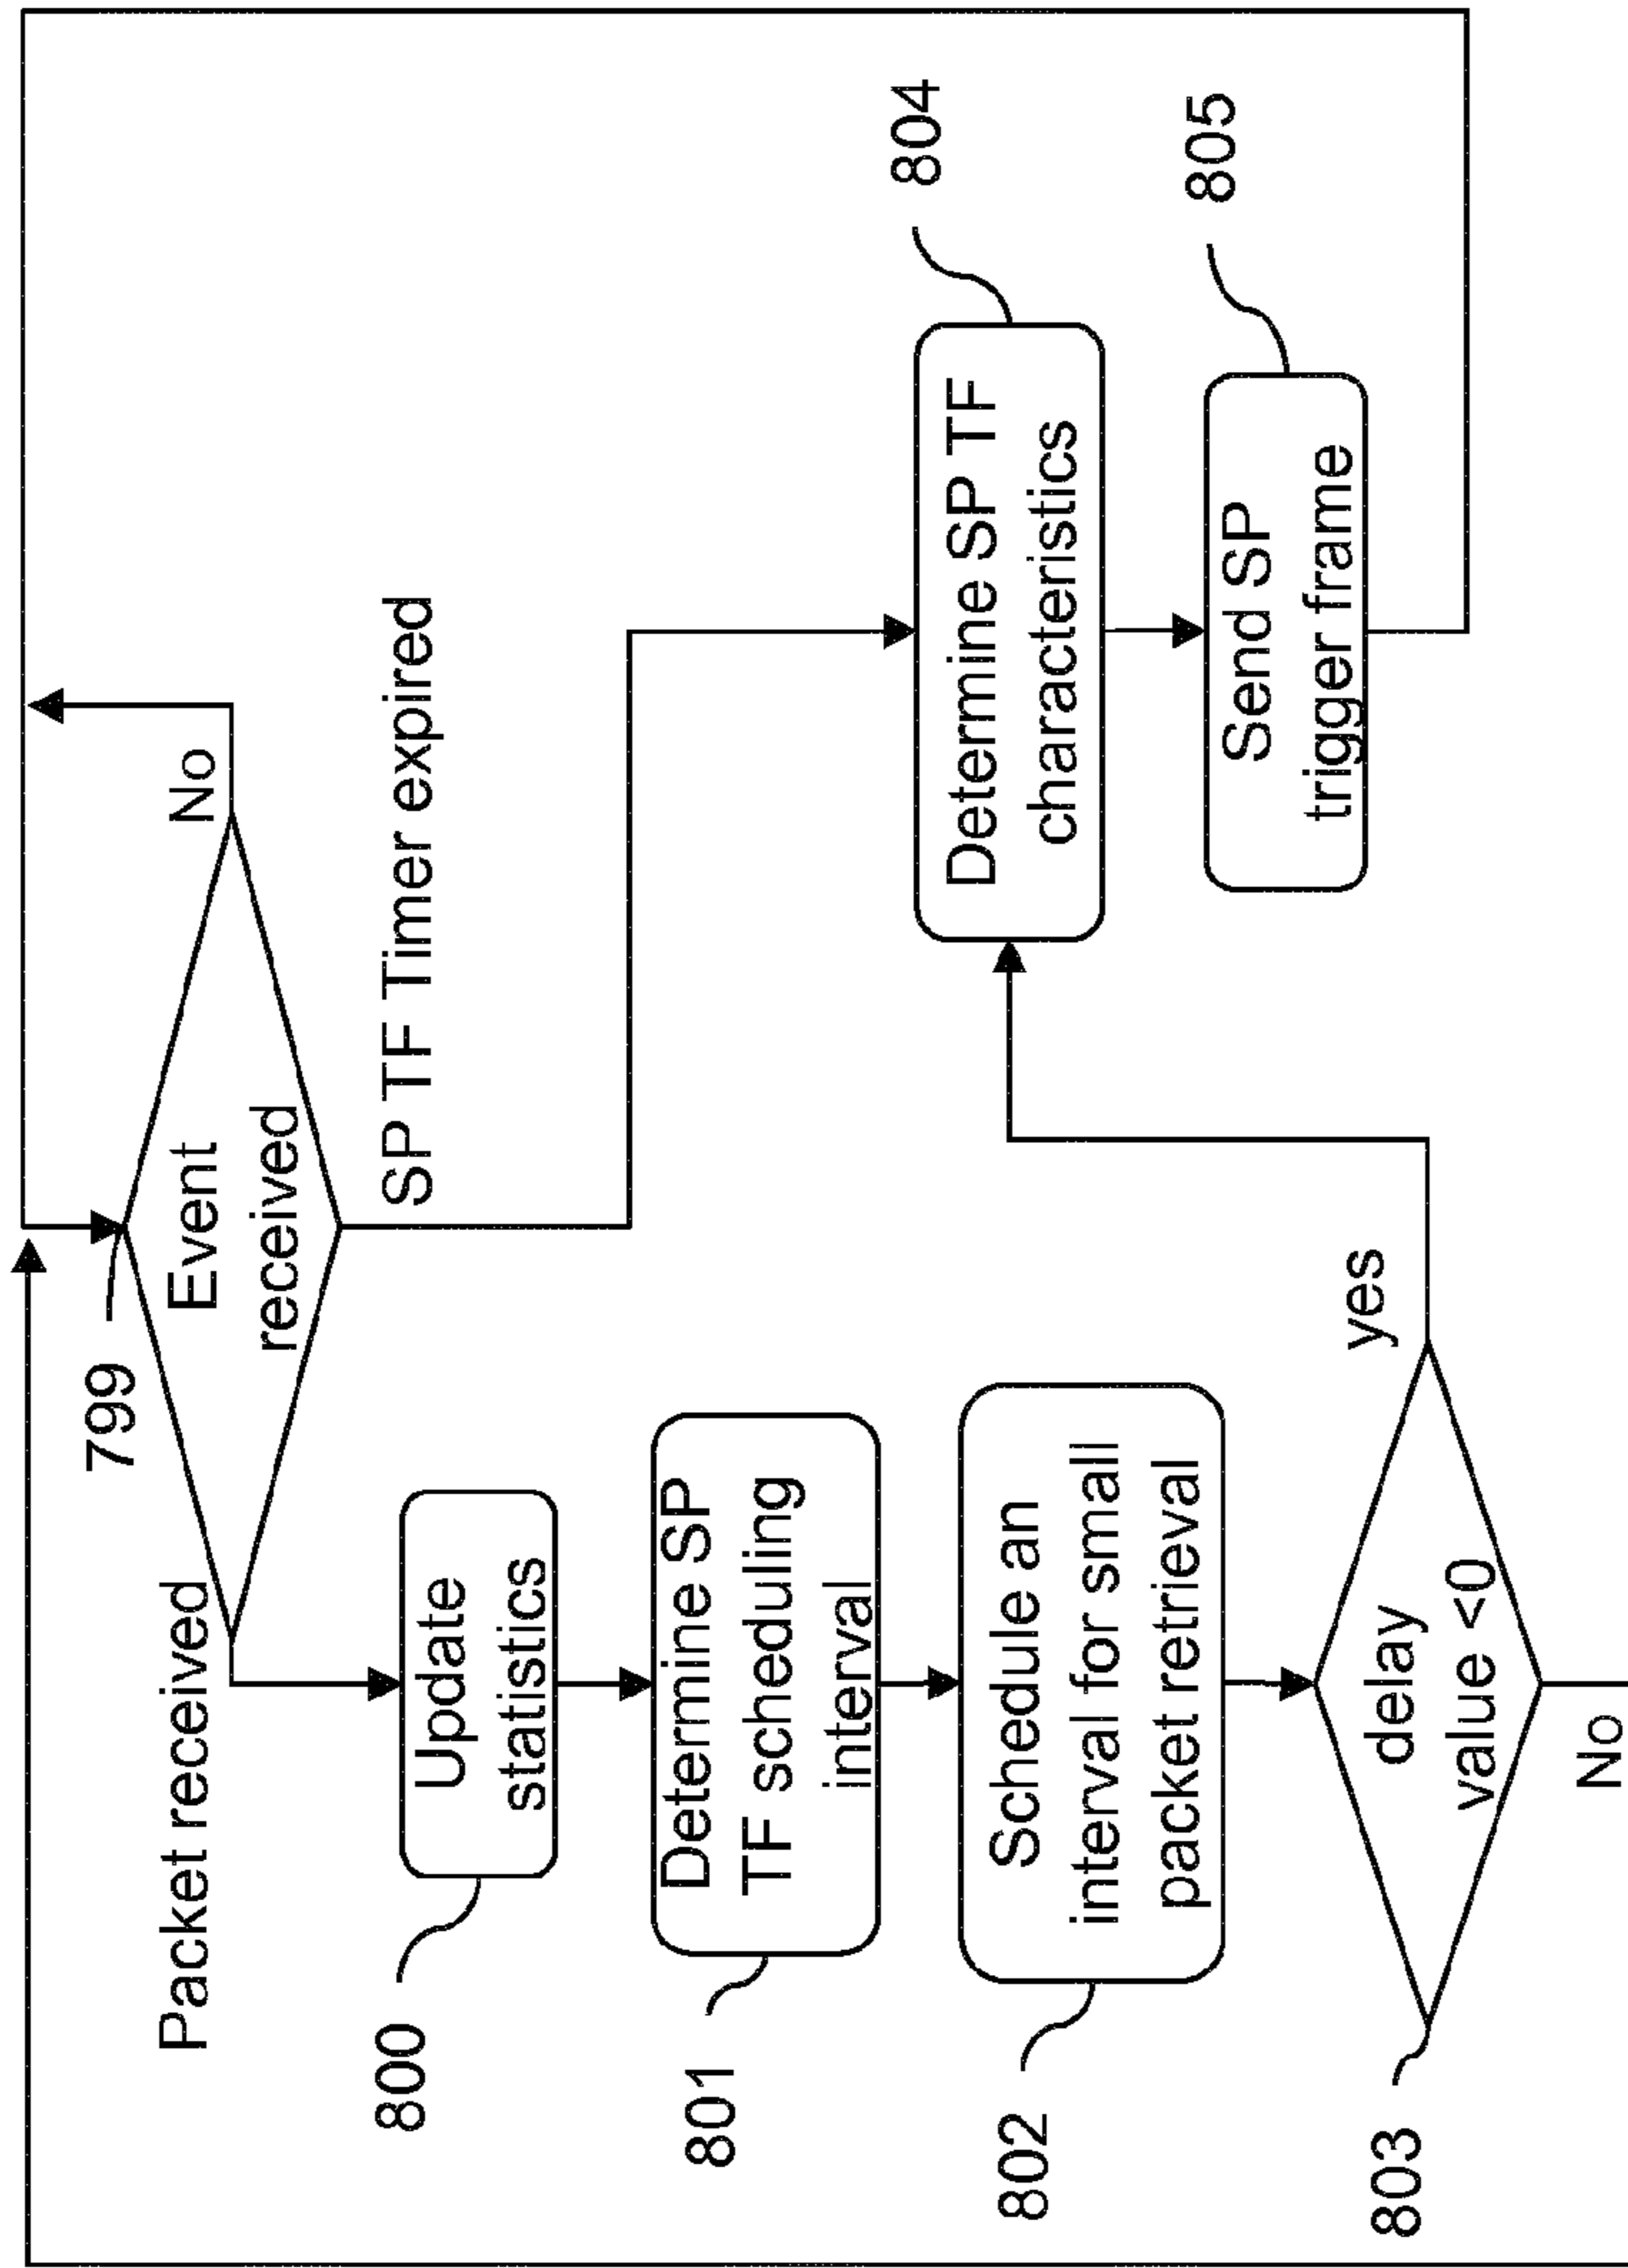 799
Event
received
No
Packet received
SP TF Timer expired
800
Update
statistics
801
Determine SP
TF scheduling
interval
802
Schedule an
interval for small
packet retrieval
803
delay
value <0
yes
No
804
Determine SP TF
characteristics
805
Send SP
trigger frame